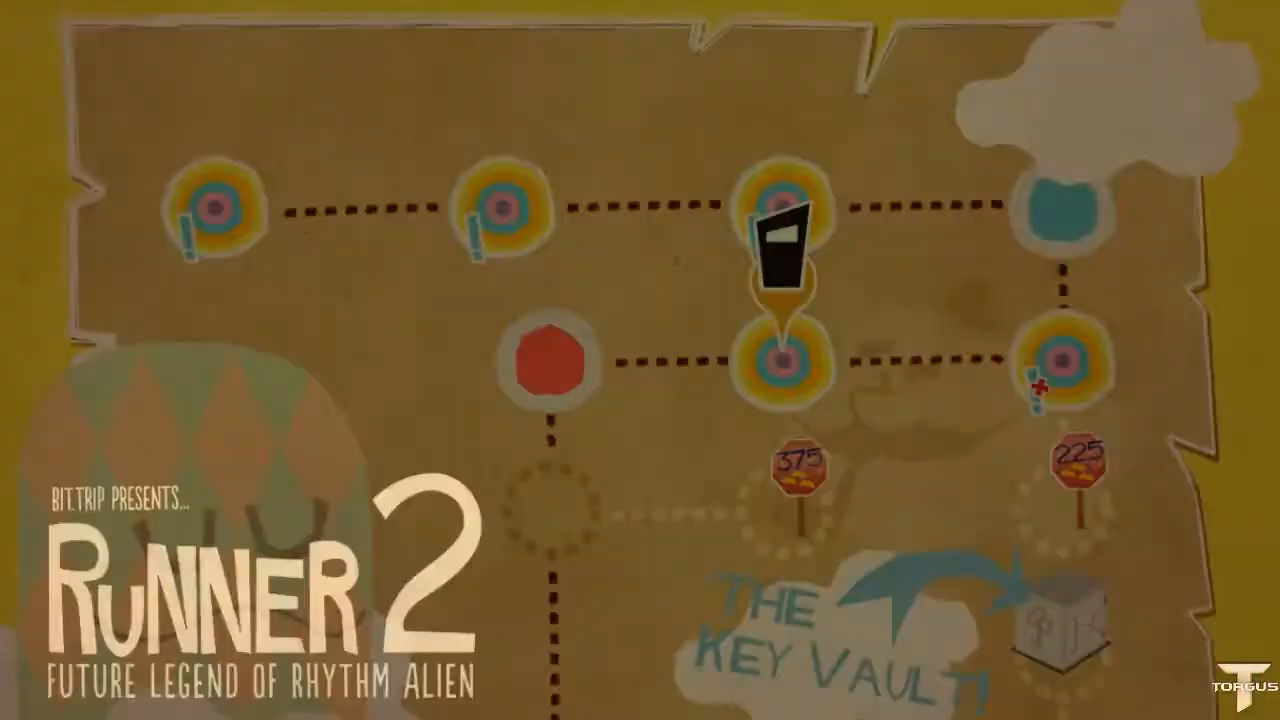 375
225
BIT.TRIP PRESENTS...
RUNNER 2
FUTURE LEGEND OF RHYTHM ALIEN
THE
KEY VAULT!
TORGUS